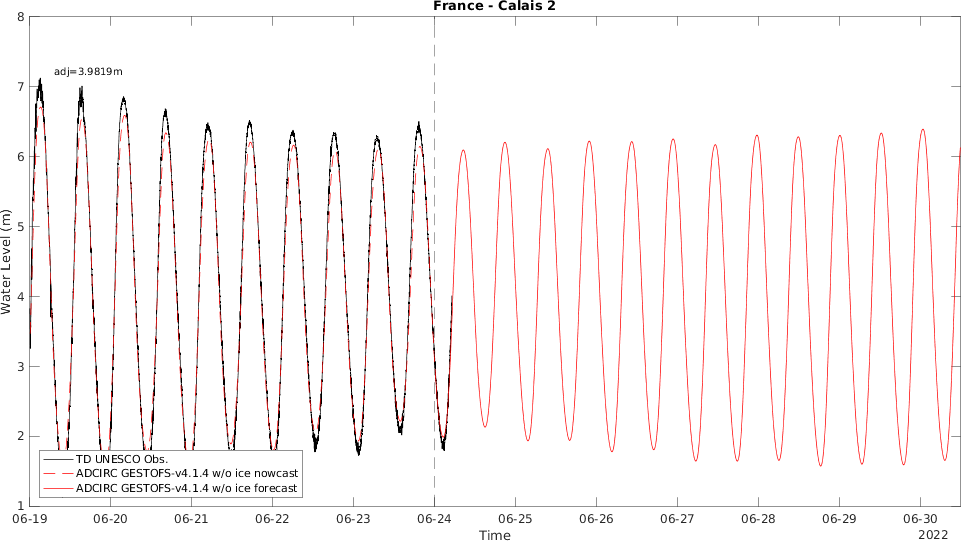 France - Calais 2
adj=3.9819m
Water Level (m)
8
7
6
5
4
3
2
1
TD UNESCO Obs.
ADCIRC GESTOFS-v4.1.4 w/o ice nowcast
ADCIRC GESTOFS-v4.1.4 w/o ice forecast
06-19 06-20 06-21 06-22 06-23 06-24 06-25 06-26 06-27 06-28 06-29 06-30
Time
2022